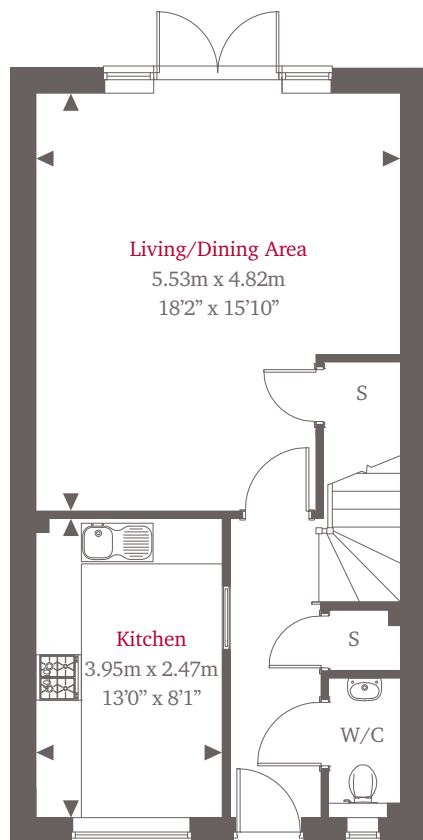 Living/Dining Area
5.53m x 4.82m
18’2” x 15’10”
S
S
Kitchen
3.95m x 2.47m
13’0” x 8’1”
W/C